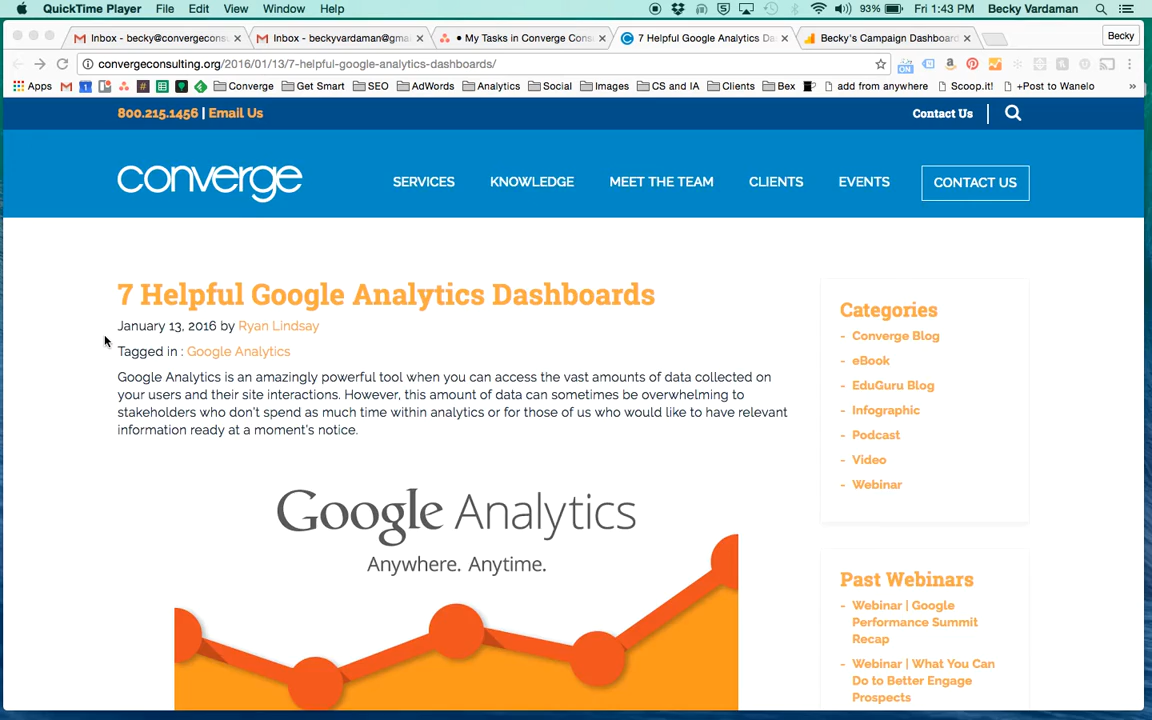 QuickTime Player File Edit View Window Help 93% Fri 1:43 PM Becky Vardaman
Inbox - becky@convergecons Inbox - beckyvardaman@gma • My Tasks in Converge Cons 7 Helpful Google Analytics Da Becky's Campaign Dashboard Becky
convergeconsulting.org/2016/01/13/7-helpful-google-analytics-dashboards/
Apps Converge Get Smart SEO AdWords Analytics Social Images CS and IA Clients Bex add from anywhere Scoop.it! +Post to Wanelo »
800.215.1456 | Email Us Contact Us
converge SERVICES KNOWLEDGE MEET THE TEAM CLIENTS EVENTS CONTACT US
7 Helpful Google Analytics Dashboards
January 13, 2016 by Ryan Lindsay
Tagged in : Google Analytics
Google Analytics is an amazingly powerful tool when you can access the vast amounts of data collected on
your users and their site interactions. However, this amount of data can sometimes be overwhelming to
stakeholders who don't spend as much time within analytics or for those of us who would like to have relevant
information ready at a moment's notice.
Google Analytics
Anywhere. Anytime.
Categories
- Converge Blog
- eBook
- EduGuru Blog
- Infographic
- Podcast
- Video
- Webinar
Past Webinars
- Webinar | Google
Performance Summit
Recap
- Webinar | What You Can
Do to Better Engage
Prospects